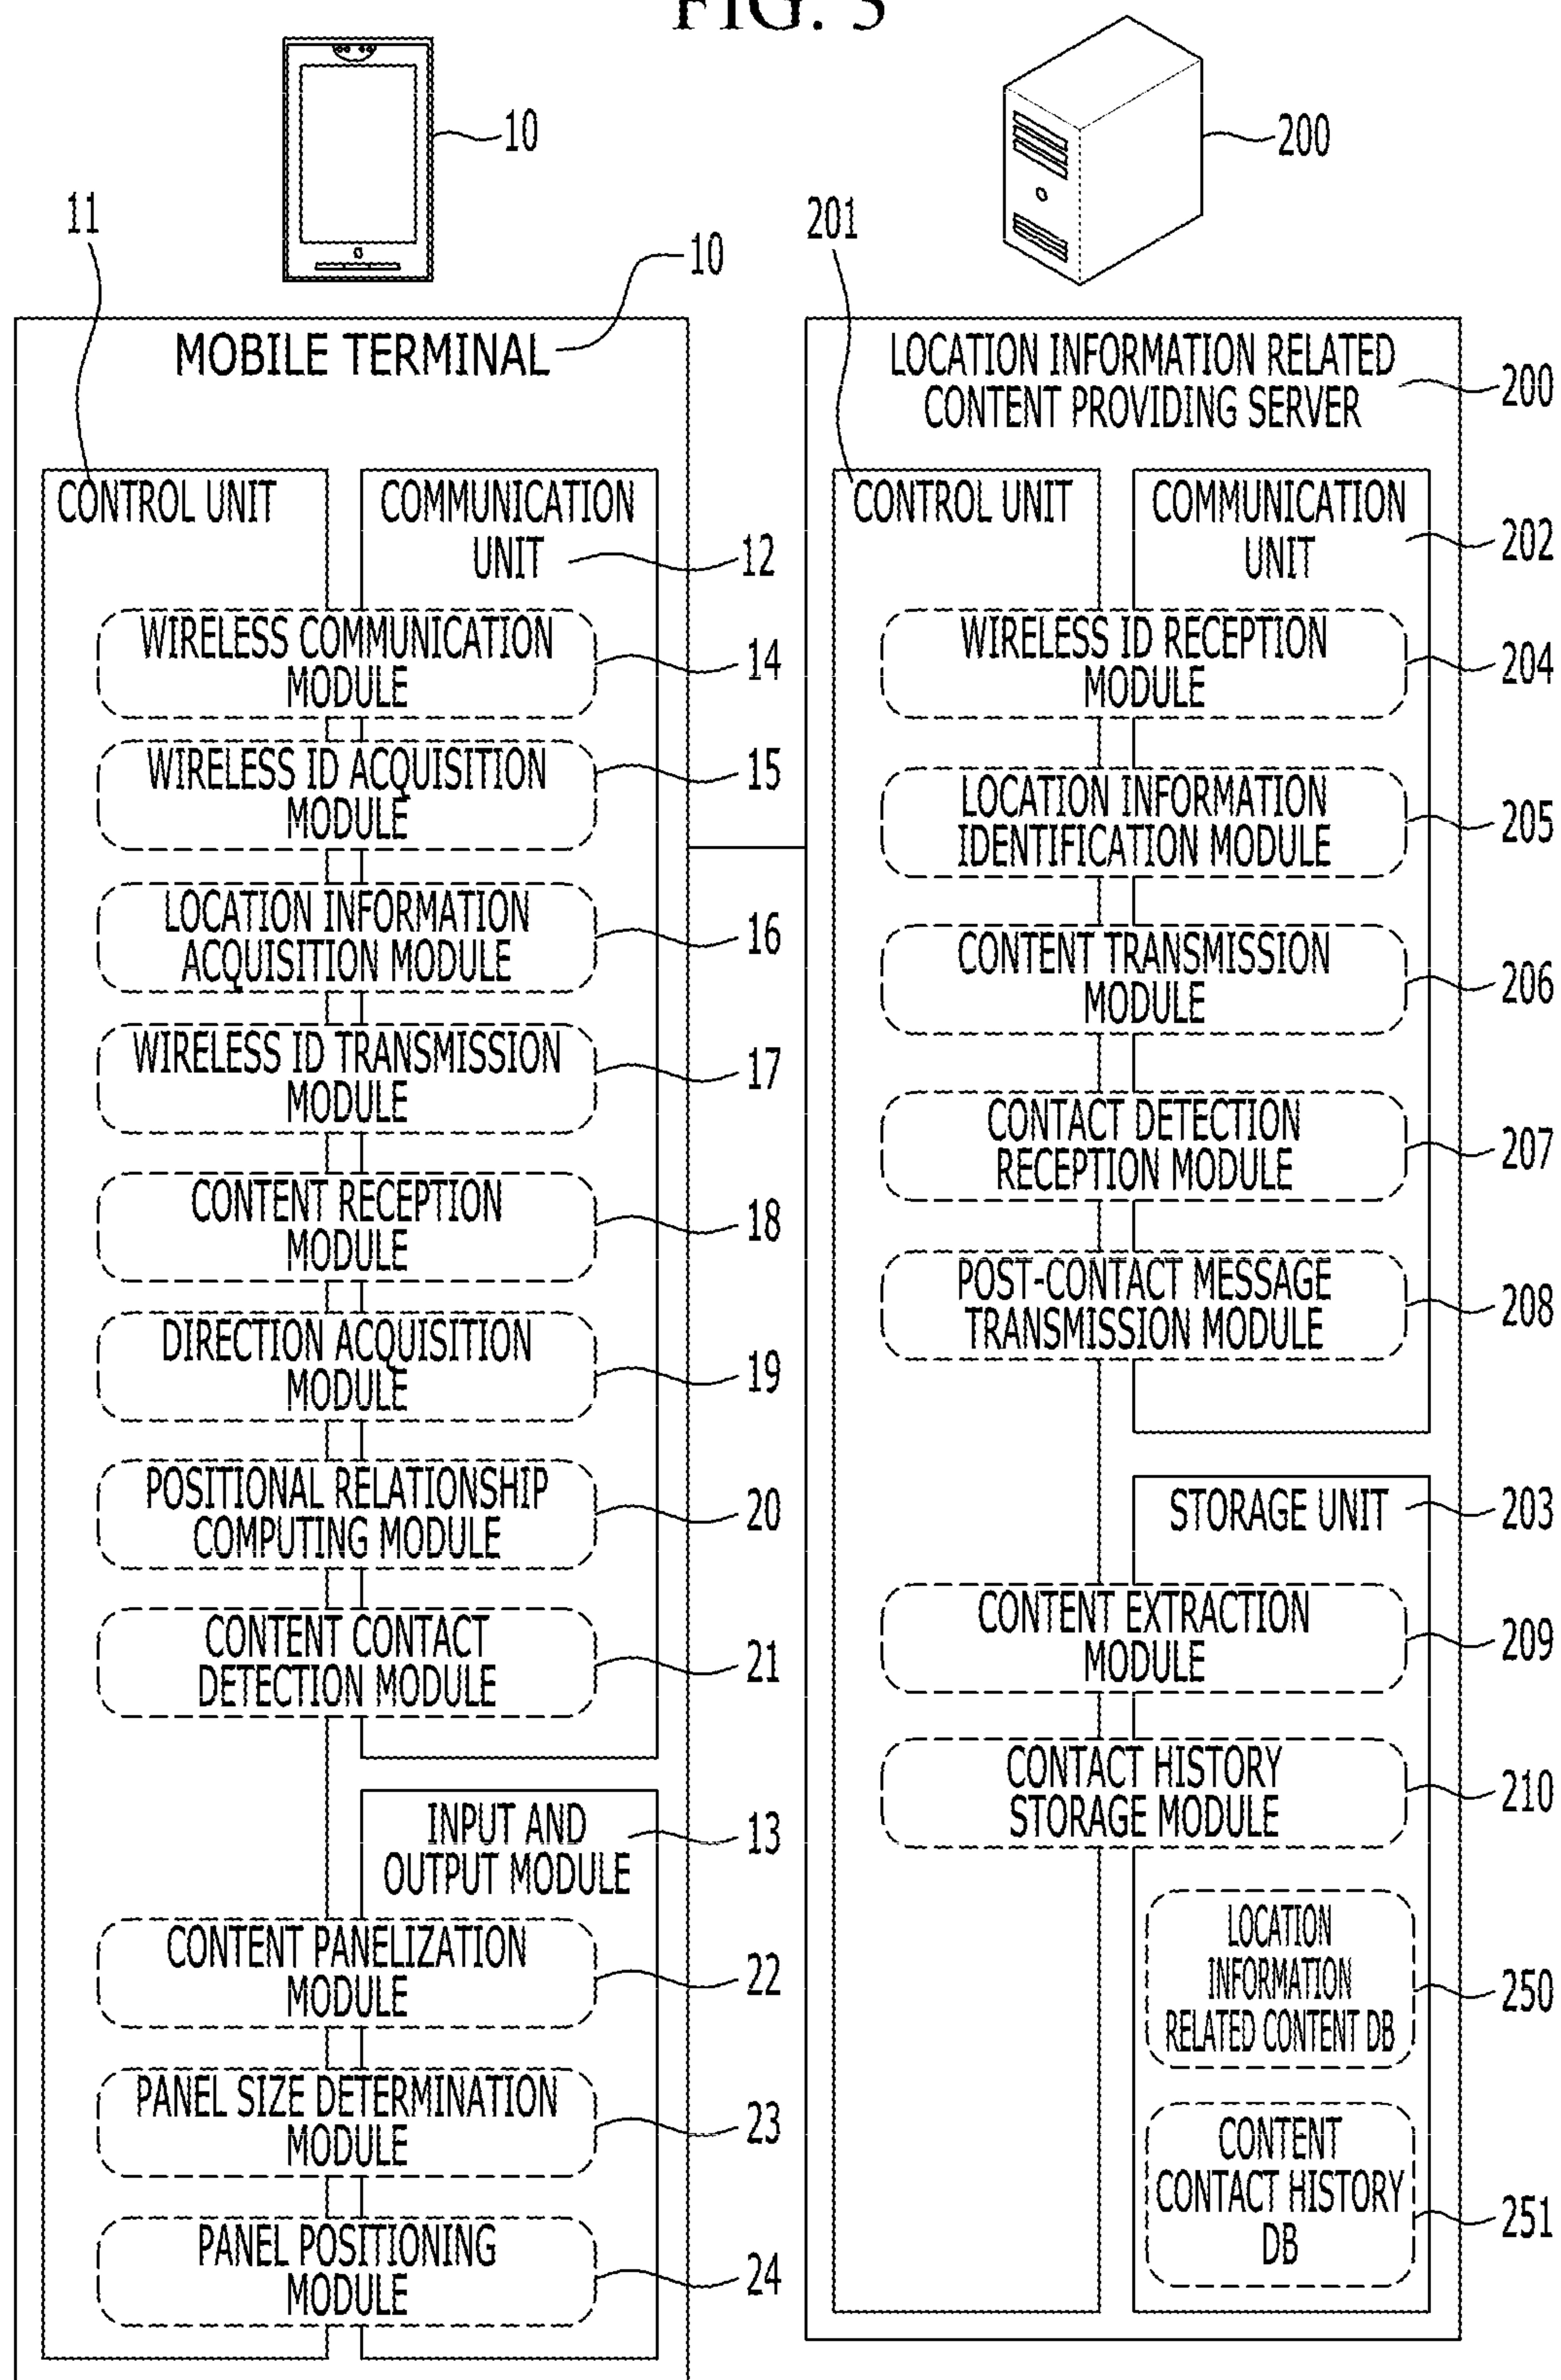 FIG. 3
10
200
11
10
201
MOBILE TERMINAL
CONTROL UNIT
COMMUNICATION
UNIT
12
WIRELESS COMMUNICATION
MODULE
14
WIRELESS ID ACQUISITION
MODULE
15
LOCATION INFORMATION
ACQUISITION MODULE
16
WIRELESS ID TRANSMISSION
MODULE
17
CONTENT RECEPTION
MODULE
18
DIRECTION ACQUISITION
MODULE
19
POSITIONAL RELATIONSHIP
COMPUTING MODULE
20
CONTENT CONTACT
DETECTION MODULE
21
INPUT AND
OUTPUT MODULE
13
CONTENT PANELIZATION
MODULE
22
PANEL SIZE DETERMINATION
MODULE
23
PANEL POSITIONING
MODULE
24
LOCATION INFORMATION RELATED
CONTENT PROVIDING SERVER
200
CONTROL UNIT
COMMUNICATION
UNIT
202
WIRELESS ID RECEPTION
MODULE
204
LOCATION INFORMATION
IDENTIFICATION MODULE
205
CONTENT TRANSMISSION
MODULE
206
CONTACT DETECTION
RECEPTION MODULE
207
POST-CONTACT MESSAGE
TRANSMISSION MODULE
208
STORAGE UNIT
203
CONTENT EXTRACTION
MODULE
209
CONTACT HISTORY
STORAGE MODULE
210
LOCATION
INFORMATION
RELATED CONTENT DB
250
CONTENT
CONTACT HISTORY
DB
251